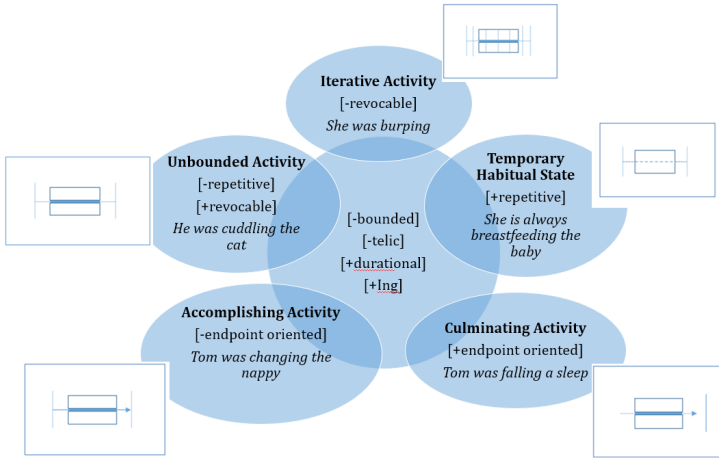 Iterative Activity
[-revocable]
She was burping
Unbounded Activity
[-repetitive]
[+revocable]
He was cuddling the
cat
Temporary
Habitual State
[+repetitive]
She is always
breastfeeding the
baby
[-bounded]
[-telic]
[+durational]
[+Ing]
Accomplishing Activity
[-endpoint oriented]
Tom was changing the
nappy
Culminating Activity
[+endpoint oriented]
Tom was falling a sleep